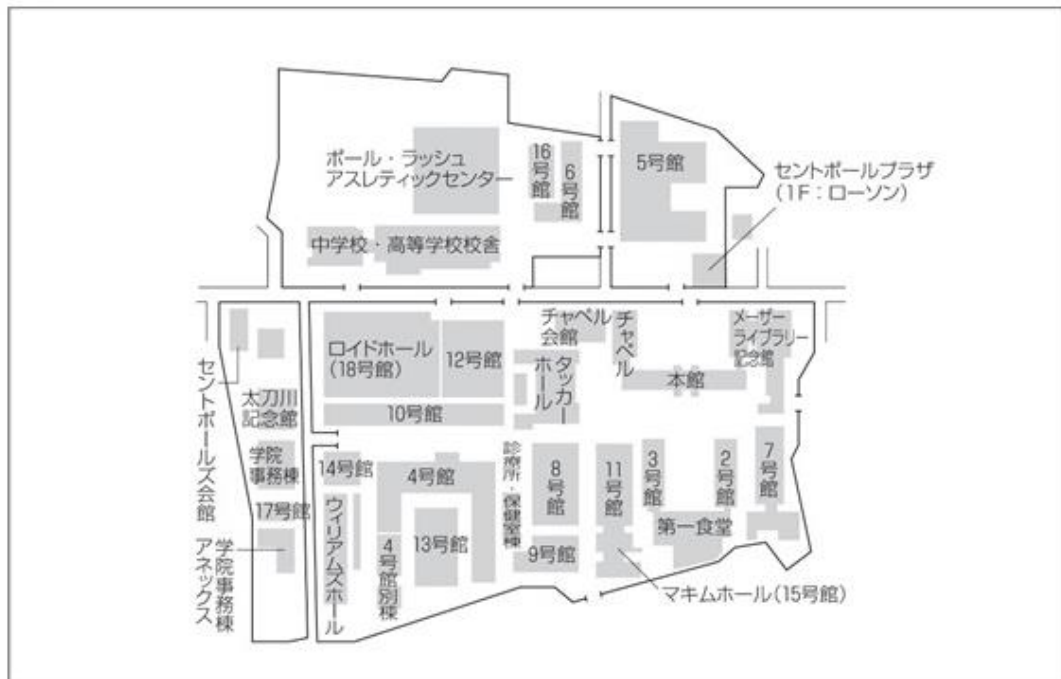 ポール・ラッシュ
アスレティックセンター
16号館
6号館
5号館
セントポールプラザ
(1F：ローソン)
中学校・高等学校校舎
チャペル
会館
チャペル
メーザー
ライブラリー
記念館
ロイドホール
(18号館)
12号館
タッカー
ホール
本館
10号館
セントポールズ会館
太刀川
記念館
学院
事務棟
17号館
学院事務棟
アネックス
14号館
ウィリアムズホール
4号館
4号館別棟
13号館
診療所・保健室棟
8号館
9号館
11号館
3号館
2号館
7号館
第一食堂
マキムホール(15号館)